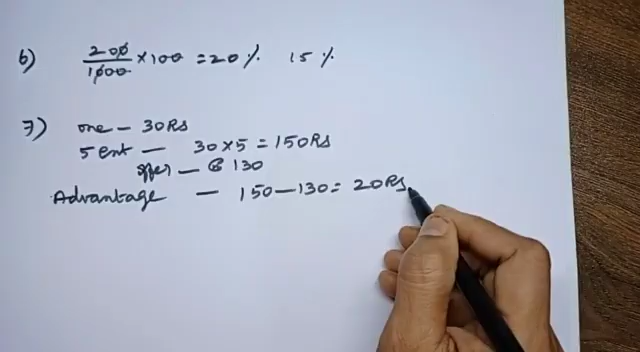 6) 200/1000 × 100 = 20% 15%
7) one — 30Rs
5 ent — 30 × 5 = 150Rs
offer — 130
Advantage — 150 — 130 = 20Rs